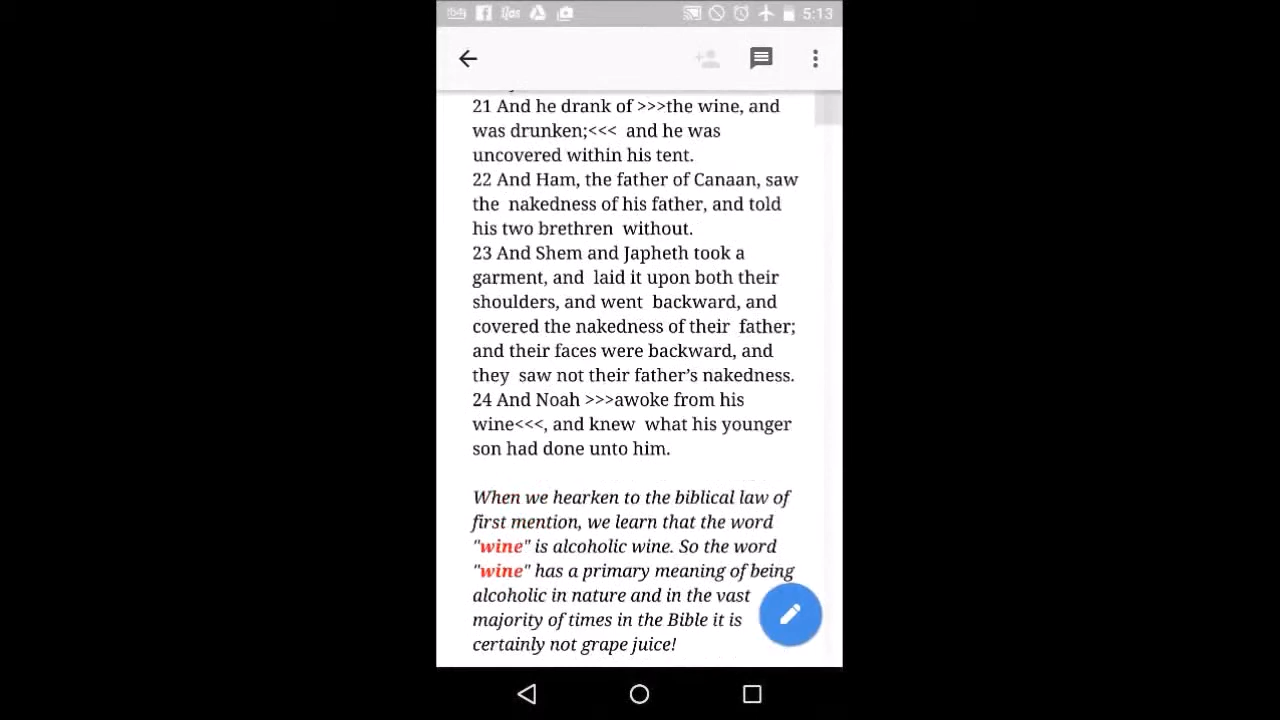 5:13
21 And he drank of >>>the wine, and
was drunken;<<< and he was
uncovered within his tent.
22 And Ham, the father of Canaan, saw
the nakedness of his father, and told
his two brethren without.
23 And Shem and Japheth took a
garment, and laid it upon both their
shoulders, and went backward, and
covered the nakedness of their father;
and their faces were backward, and
they saw not their father’s nakedness.
24 And Noah >>>awoke from his
wine<<<, and knew what his younger
son had done unto him.
When we hearken to the biblical law of
first mention, we learn that the word
"wine" is alcoholic wine. So the word
"wine" has a primary meaning of being
alcoholic in nature and in the vast
majority of times in the Bible it is
certainly not grape juice!